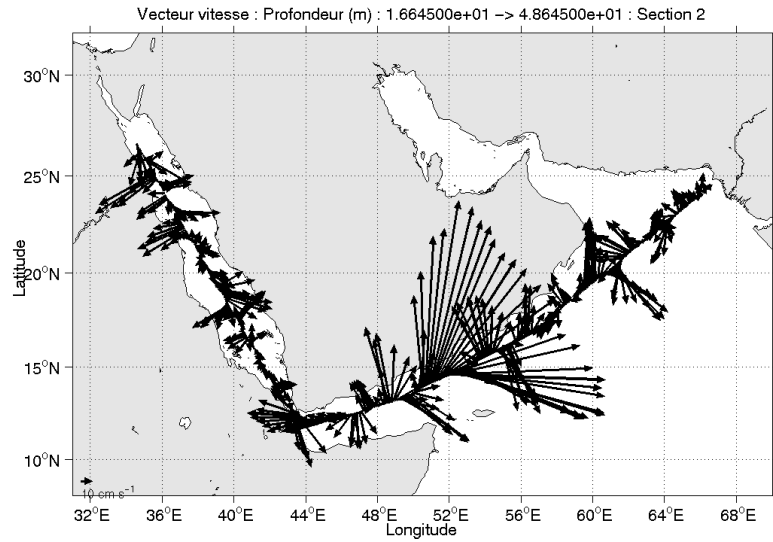 Vecteur vitesse : Profondeur (m) : 1.664500e+01 −> 4.864500e+01 : Section 2
30°N
25°N
20°N
15°N
10°N
Latitude
10 cm s⁻¹
32°E 36°E 40°E 44°E 48°E 52°E 56°E 60°E 64°E 68°E
Longitude